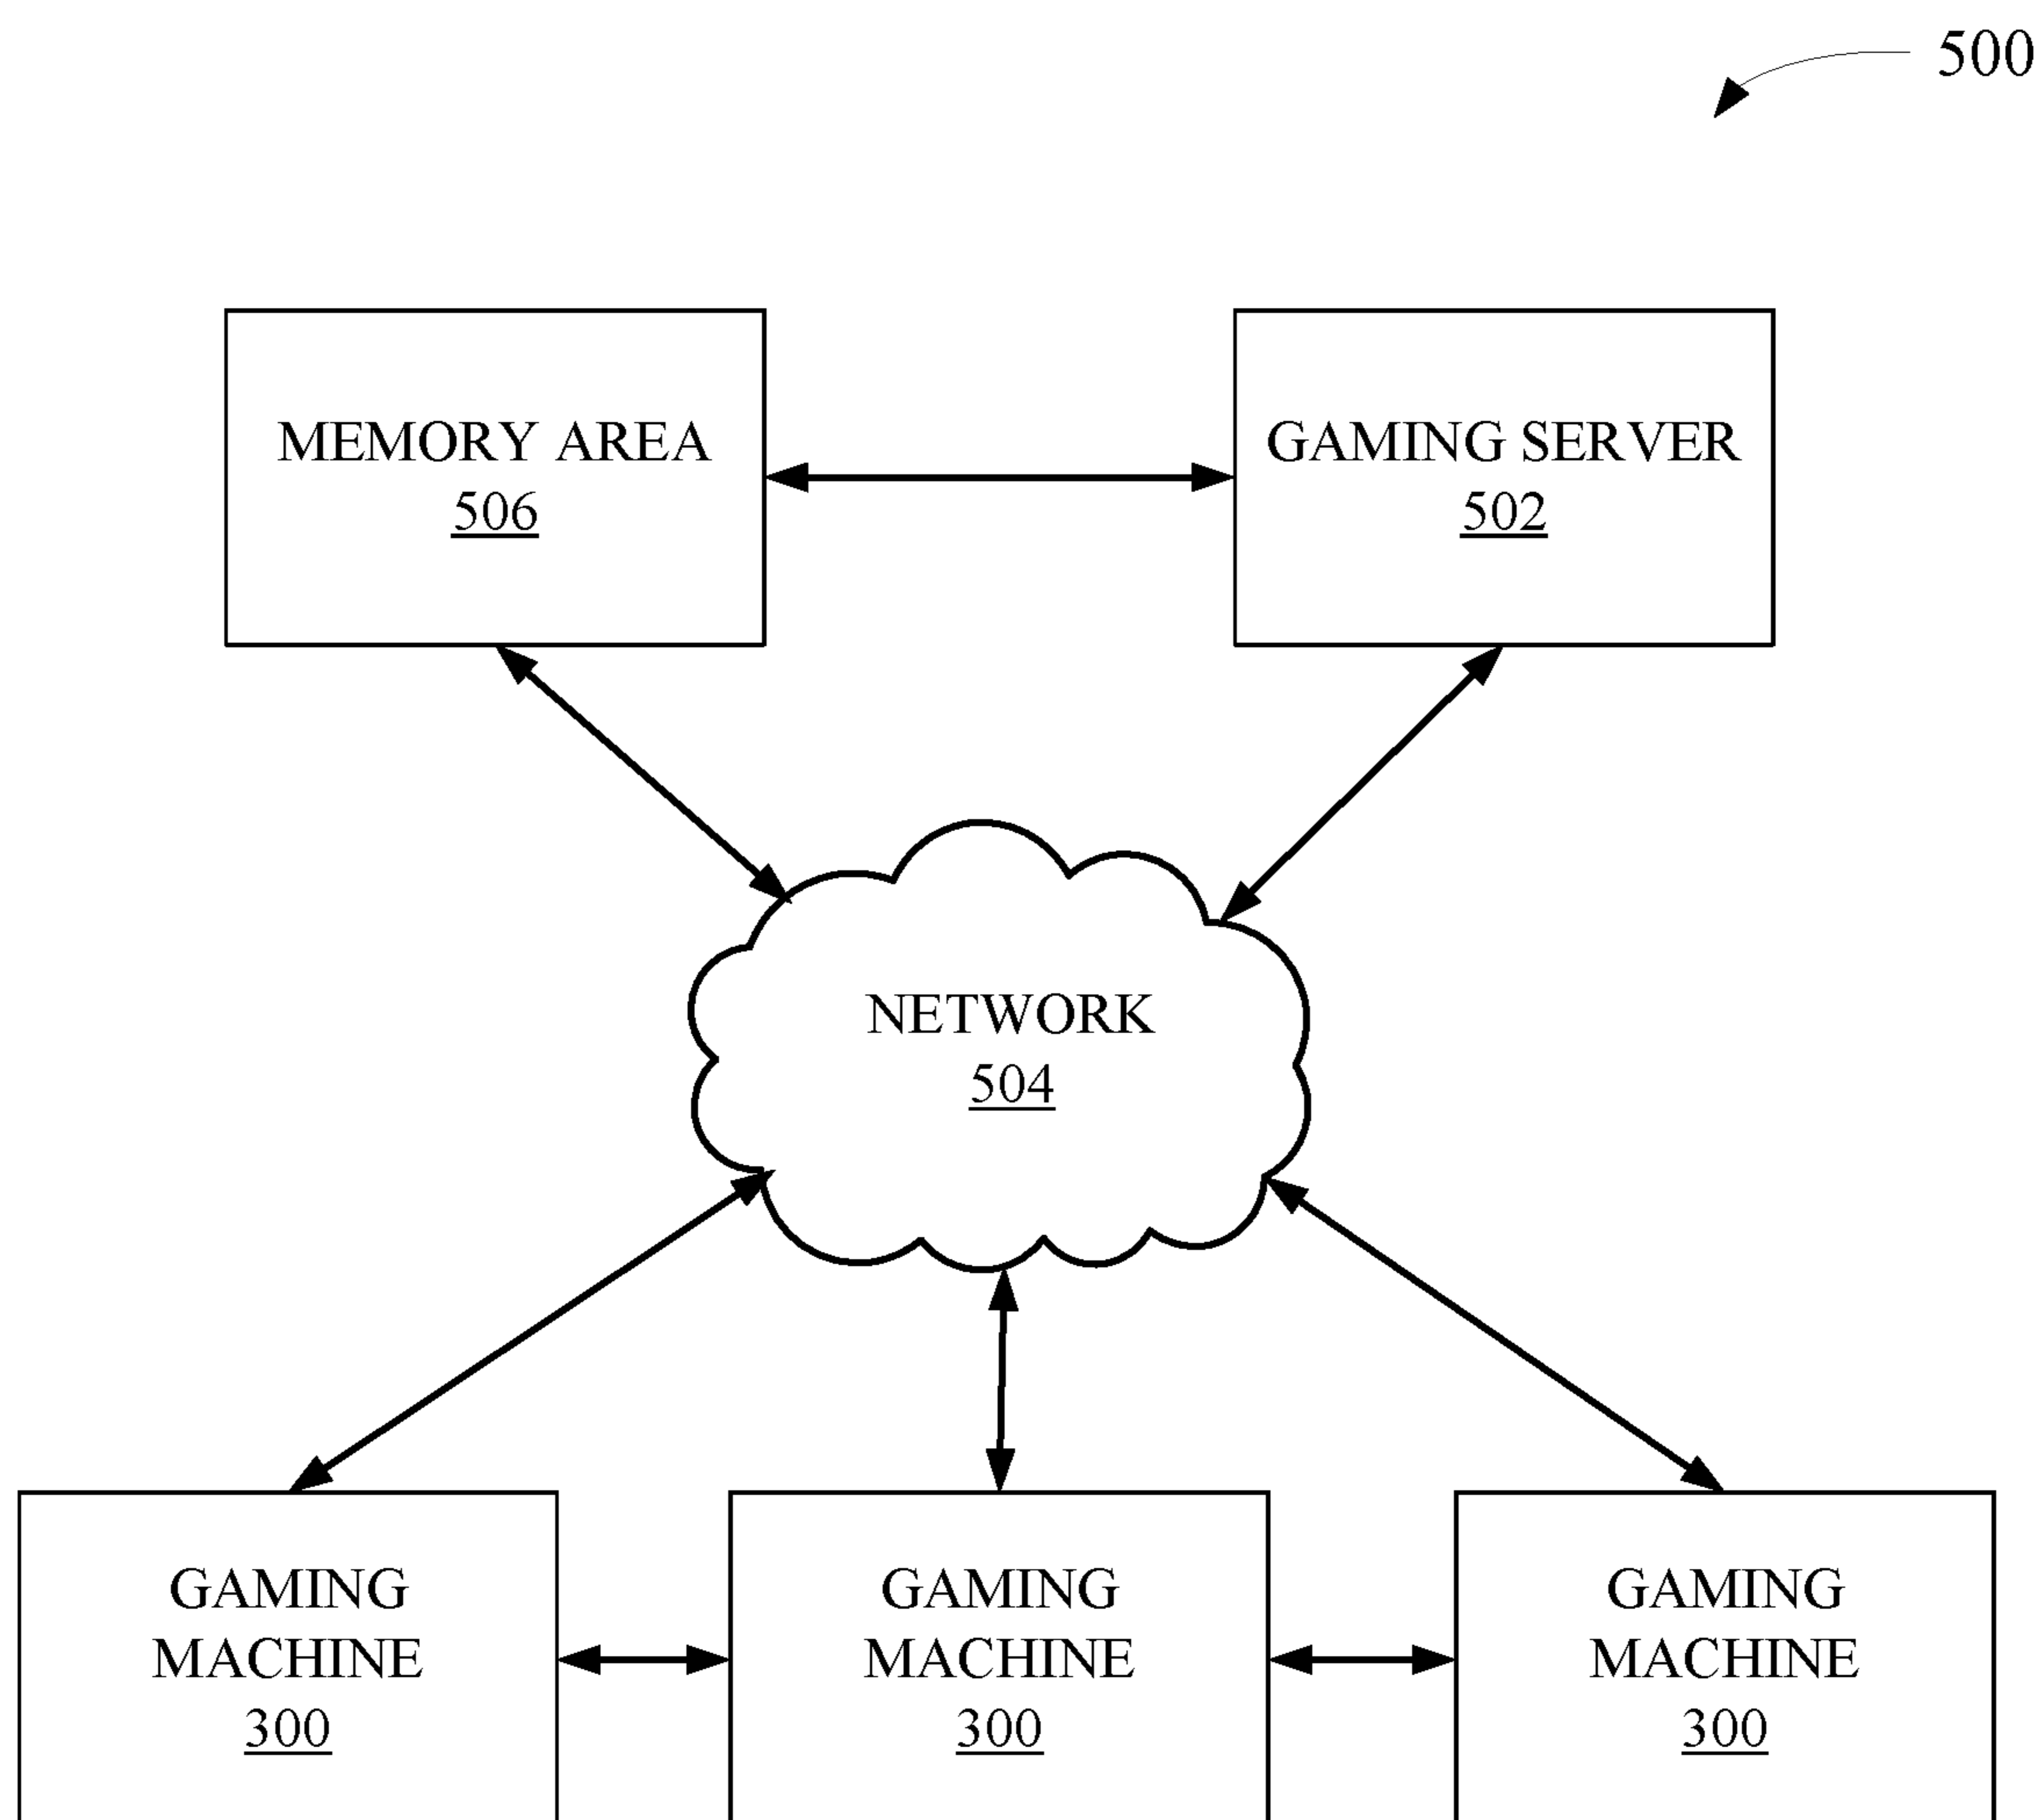 500
MEMORY AREA
506
GAMING SERVER
502
NETWORK
504
GAMING
MACHINE
300
GAMING
MACHINE
300
GAMING
MACHINE
300